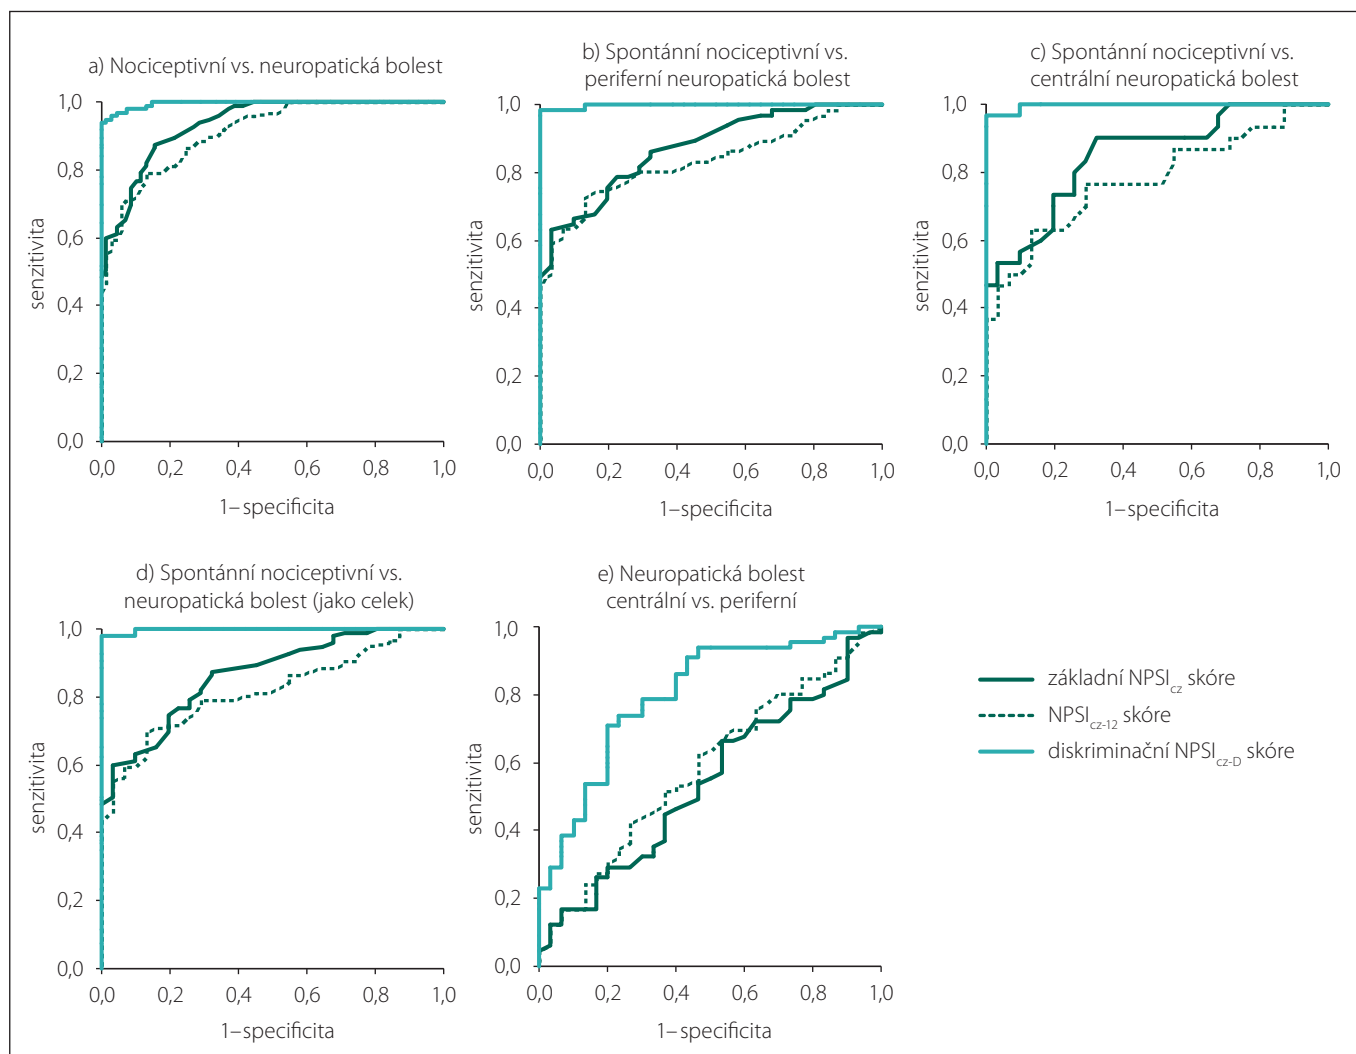 a) Nociceptivní vs. neuropatická bolest
1,0
0,8
0,6
0,4
0,2
0,0
senzitivita
0,0 0,2 0,4 0,6 0,8 1,0
1–specificita
b) Spontánní nociceptivní vs.
periferní neuropatická bolest
1,0
0,8
0,6
0,4
0,2
0,0
senzitivita
0,0 0,2 0,4 0,6 0,8 1,0
1–specificita
c) Spontánní nociceptivní vs.
centrální neuropatická bolest
1,0
0,8
0,6
0,4
0,2
0,0
senzitivita
0,0 0,2 0,4 0,6 0,8 1,0
1–specificita
d) Spontánní nociceptivní vs.
neuropatická bolest (jako celek)
1,0
0,8
0,6
0,4
0,2
0,0
senzitivita
0,0 0,2 0,4 0,6 0,8 1,0
1–specificita
e) Neuropatická bolest
centrální vs. periferní
1,0
0,8
0,6
0,4
0,2
0,0
senzitivita
0,0 0,2 0,4 0,6 0,8 1,0
1–specificita
základní NPSIcz skóre
NPSIcz-12 skóre
diskriminační NPSIcz-D skóre